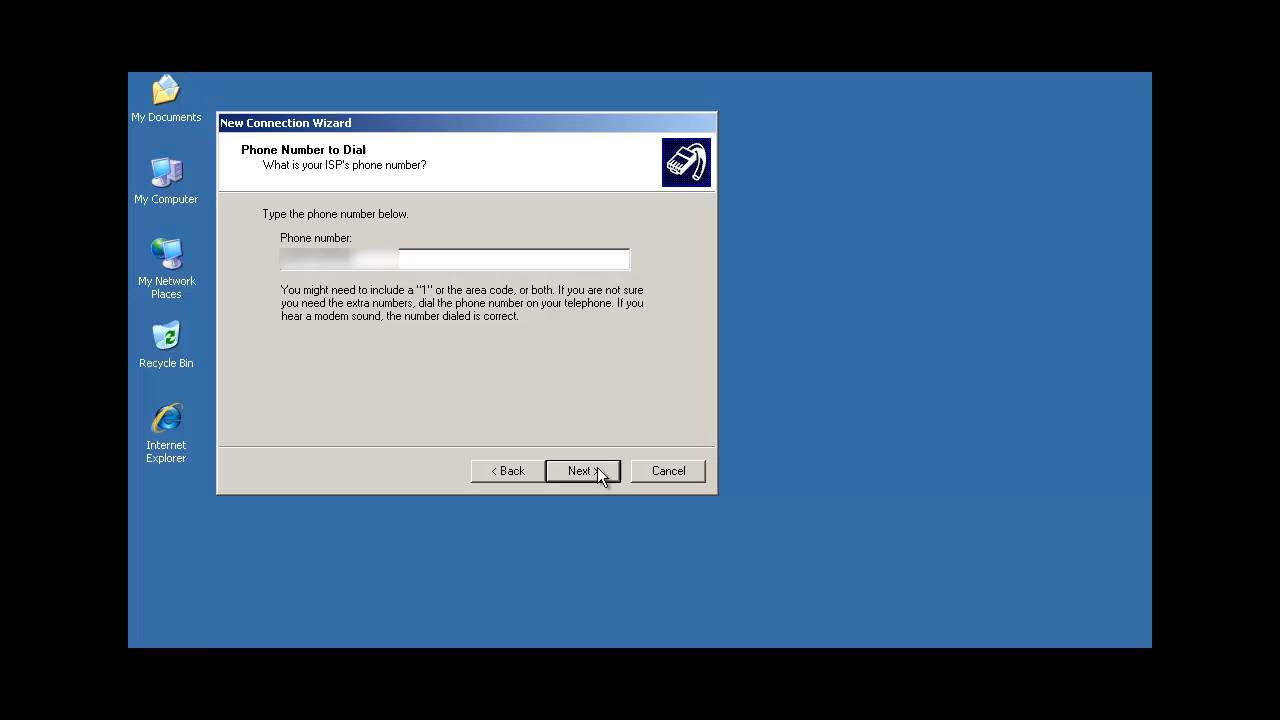 My Documents
My Computer
My Network
Places
Recycle Bin
Internet
Explorer
New Connection Wizard
Phone Number to Dial
What is your ISP's phone number?
Type the phone number below.
Phone number:
You might need to include a "1" or the area code, or both. If you are not sure
you need the extra numbers, dial the phone number on your telephone. If you
hear a modem sound, the number dialed is correct.
< Back
Next >
Cancel